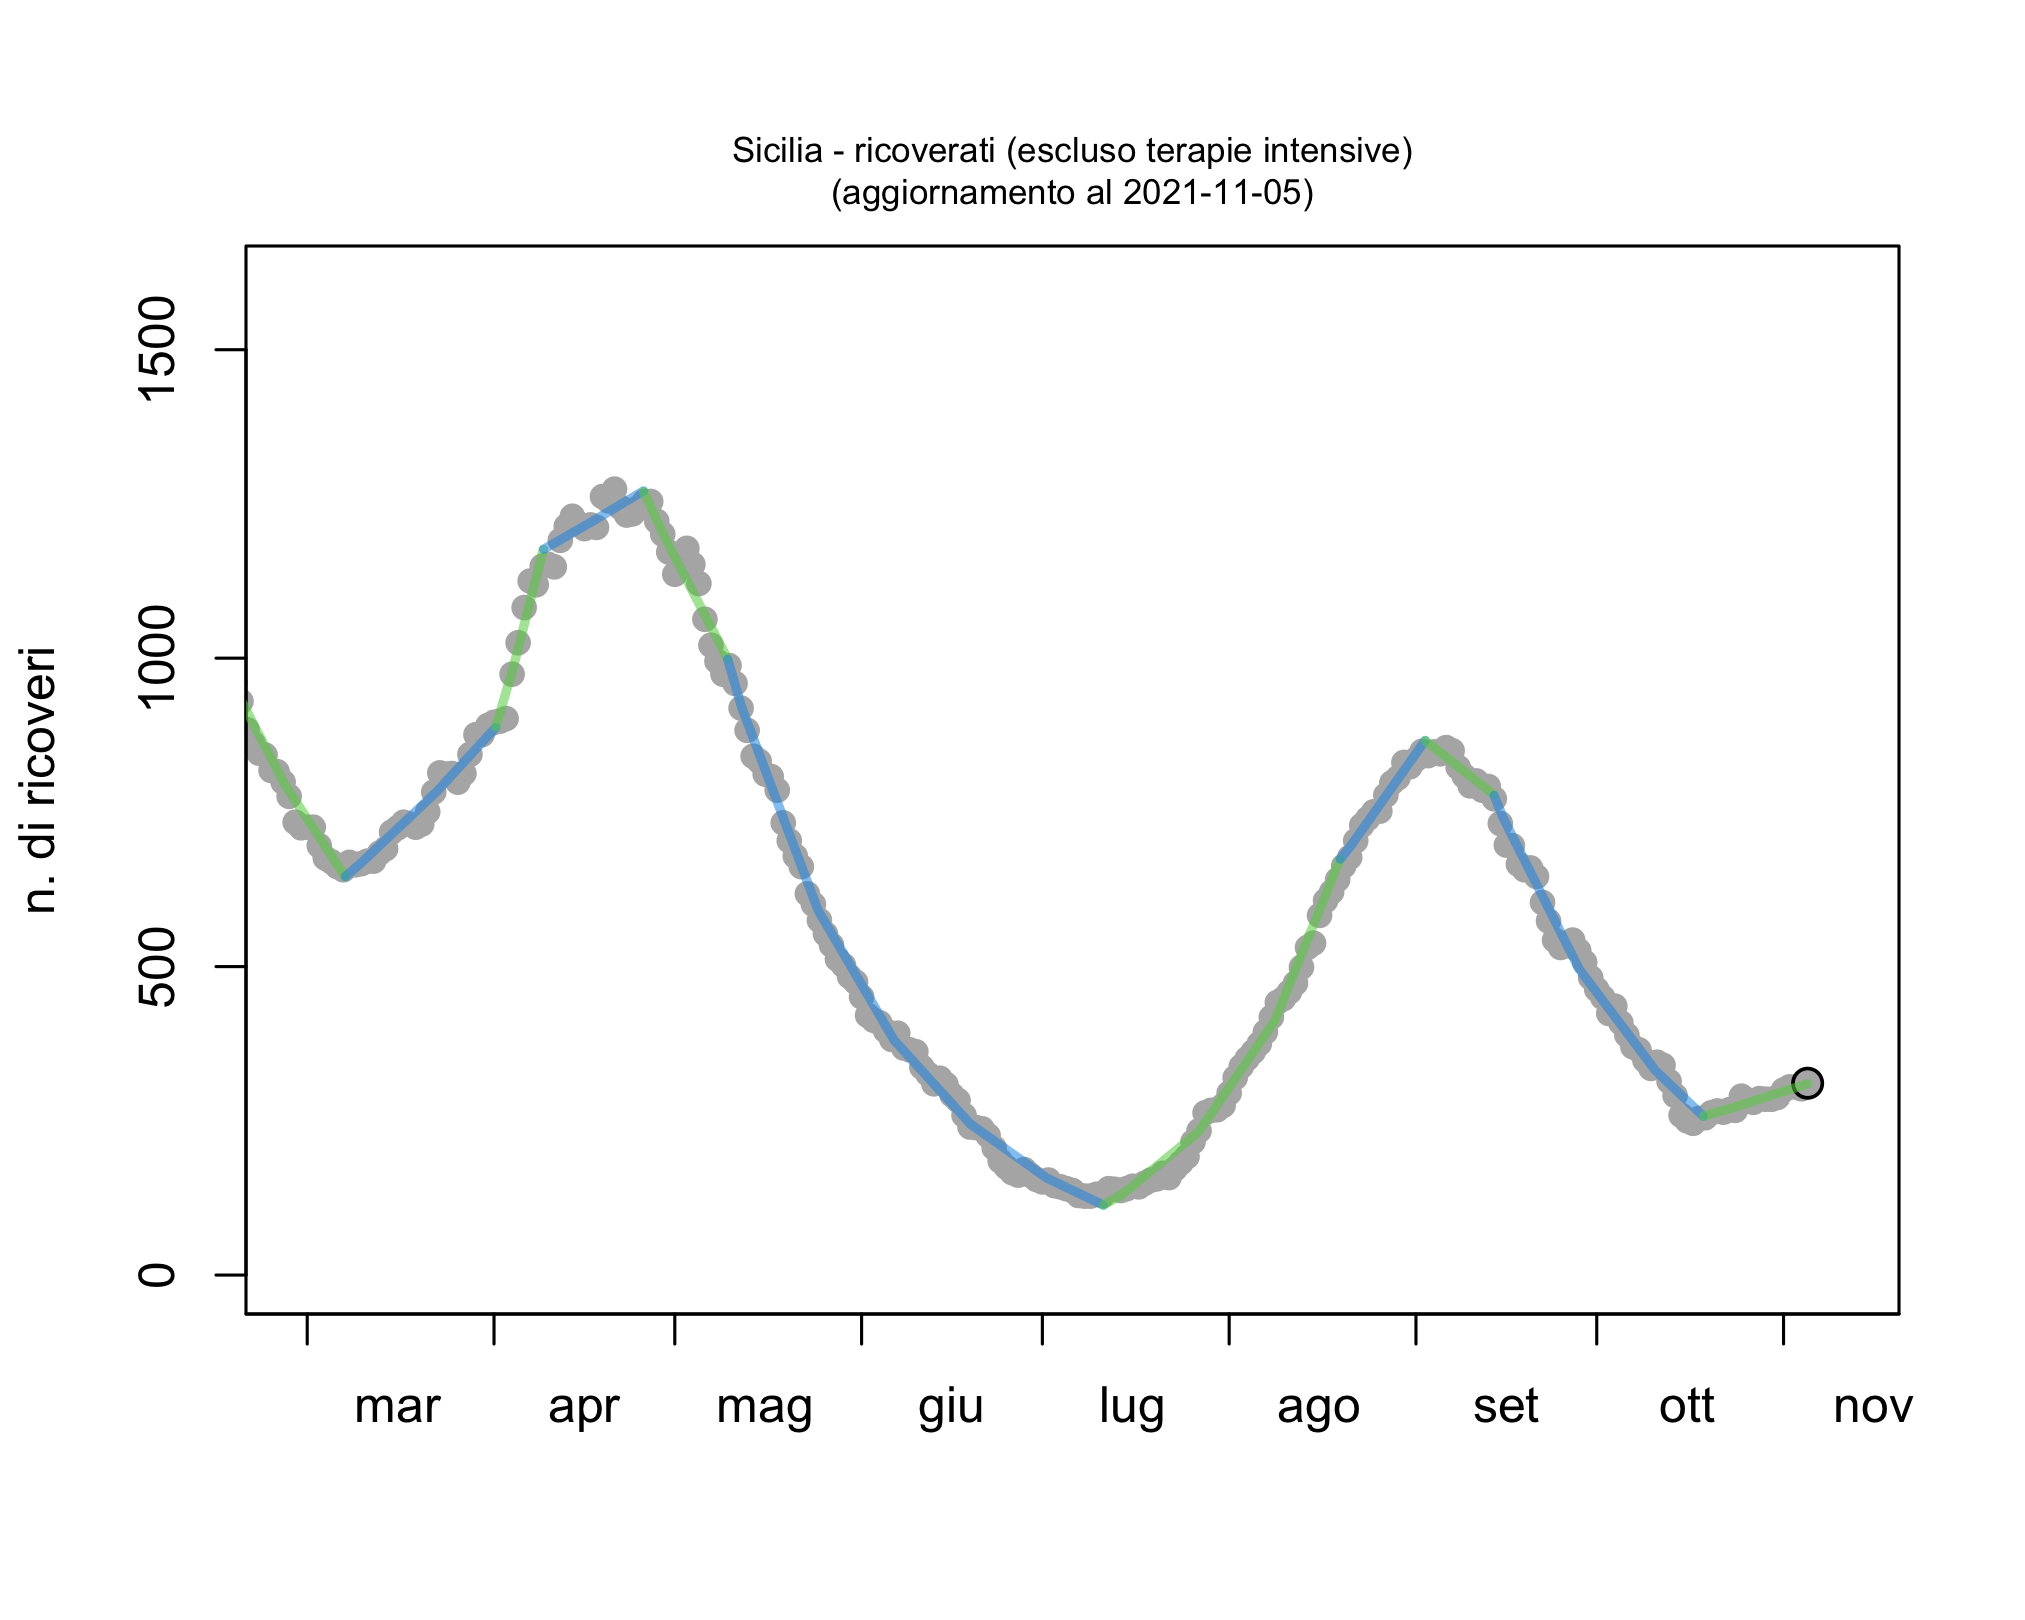 Sicilia - ricoverati (escluso terapie intensive)
(aggiornamento al 2021-11-05)
n. di ricoveri
1500
1000
500
0
mar apr mag giu lug ago set ott nov